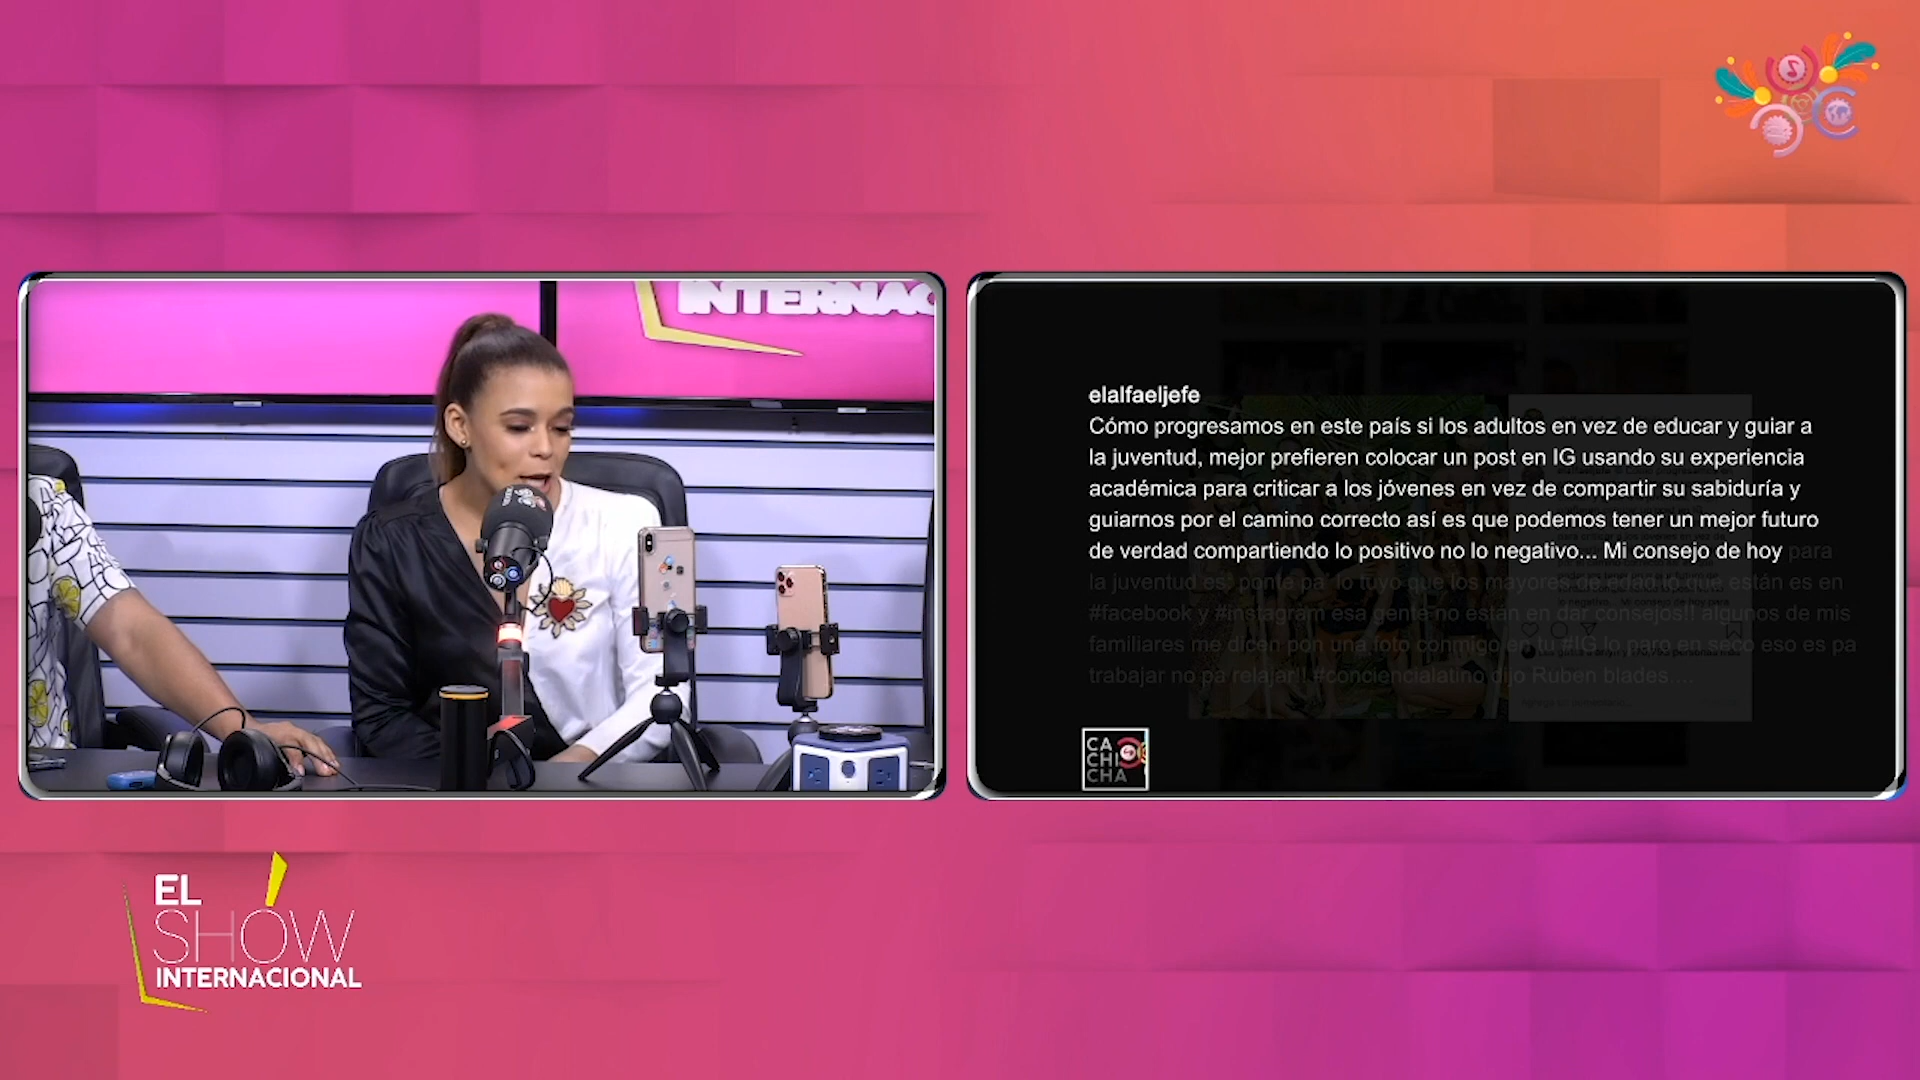 INTERNAC
elalfaeljefe
Cómo progresamos en este país si los adultos en vez de educar y guiar a
la juventud, mejor prefieren colocar un post en IG usando su experiencia
académica para criticar a los jóvenes en vez de compartir su sabiduría y
guiarnos por el camino correcto así es que podemos tener un mejor futuro
de verdad compartiendo lo positivo no lo negativo... Mi consejo de hoy para
la juventud es: ponte pa' lo tuyo que los mayores de edad lo que están es en
#facebook y #instagram esa gente no están en dar consejos!! algunos de mis
familiares me dicen pon una foto conmigo en tu #IG lo paro en seco eso es pa
trabajar no pa relajar!! #conciencialatino dijo Rúben blades....
CA
CHI
CHA
EL
SHOW
INTERNACIONAL